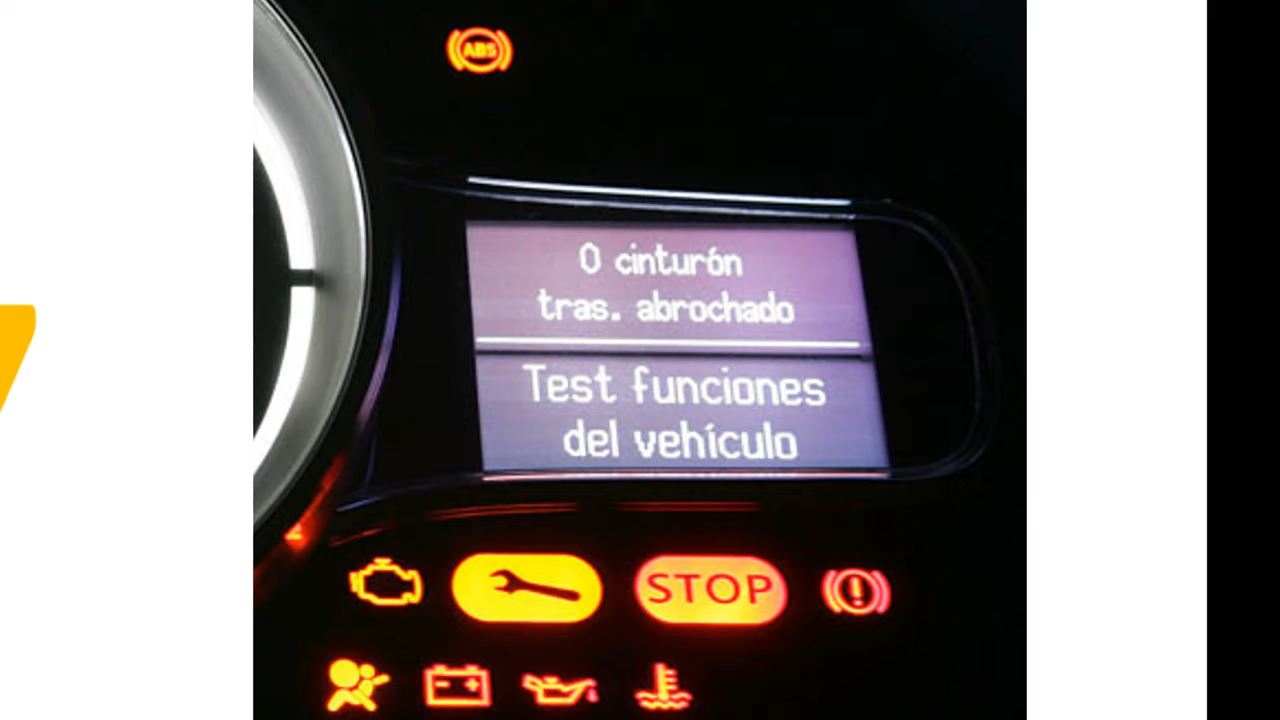 ABS
0 cinturón
tras. abrochado
Test funciones
del vehículo
STOP